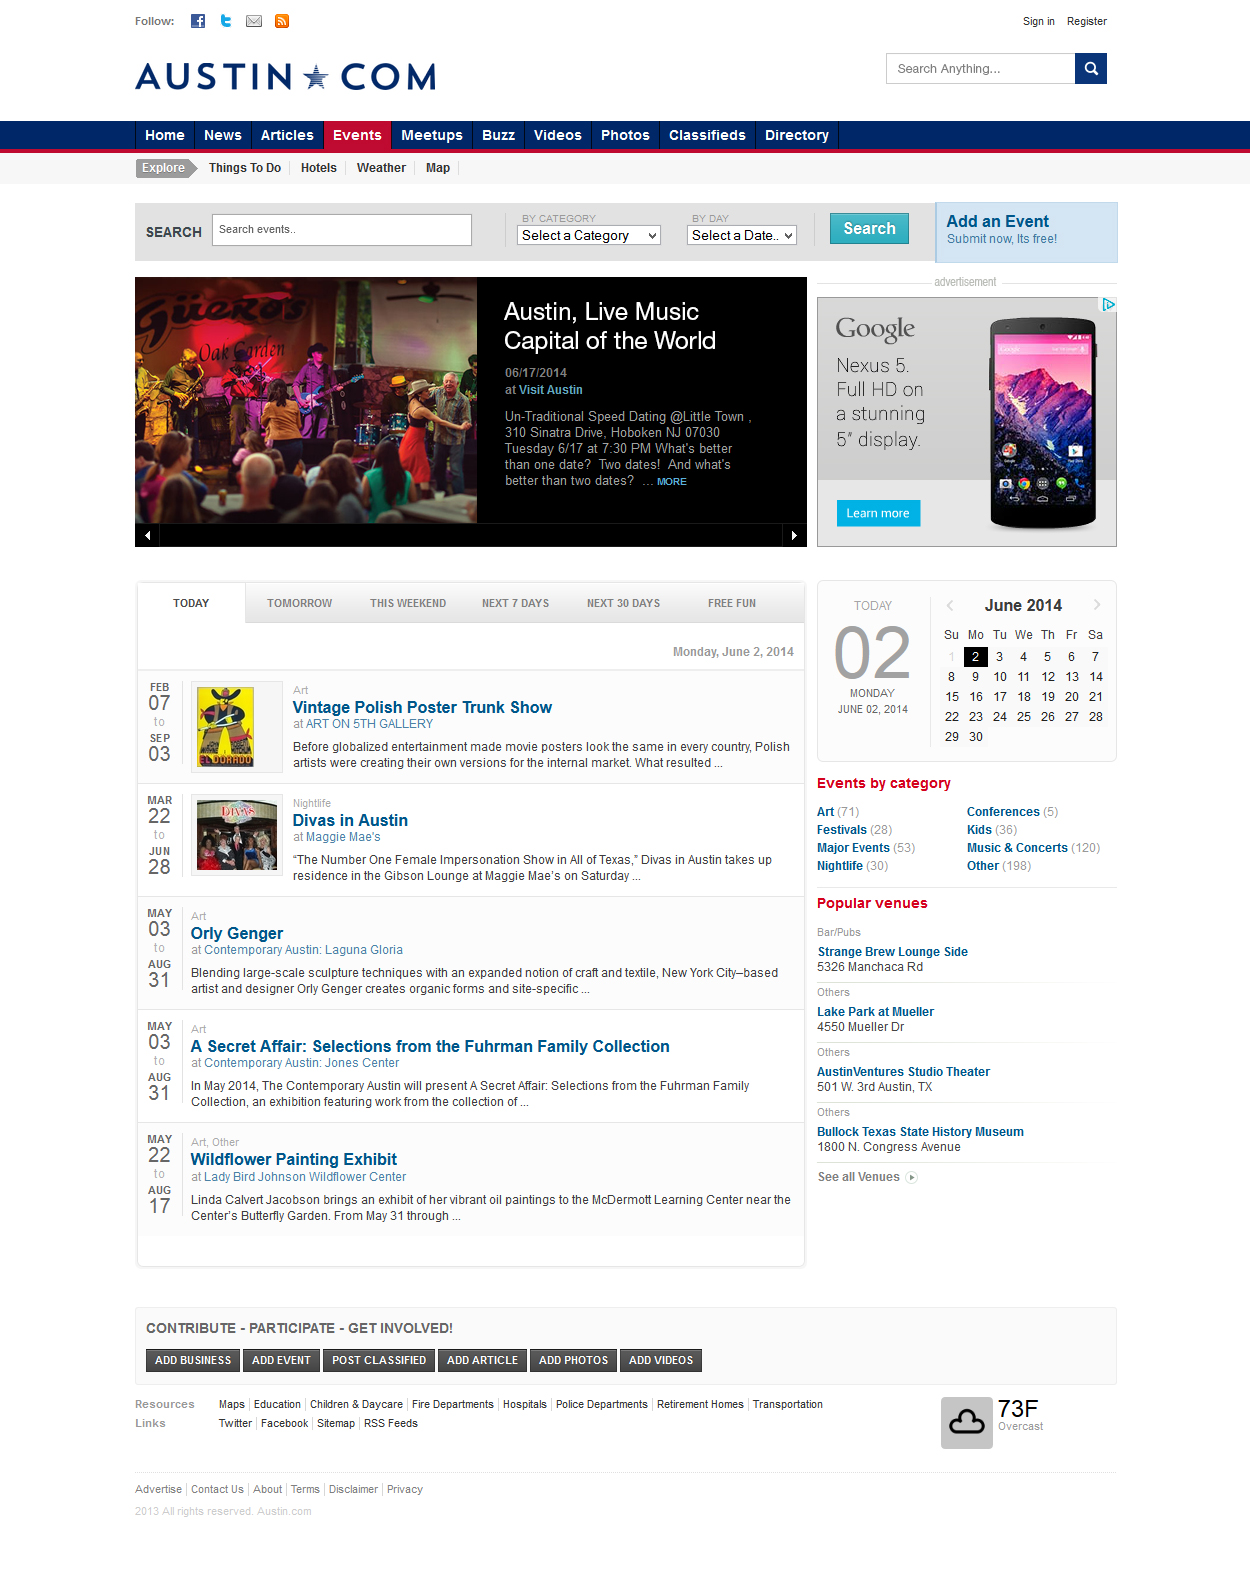 Follow:
Sign in Register
AUSTIN COM
Search Anything...
Home News Articles Events Meetups Buzz Videos Photos Classifieds Directory
Explore Things To Do Hotels Weather Map
SEARCH Search events.. BY CATEGORY Select a Category BY DAY Select a Date.. Search
Add an Event
Submit now, Its free!
Güero's
Oak Garden
Austin, Live Music
Capital of the World
06/17/2014
at Visit Austin
Un-Traditional Speed Dating @Little Town ,
310 Sinatra Drive, Hoboken NJ 07030
Tuesday 6/17 at 7:30 PM What's better
than one date?  Two dates!  And what's
better than two dates?  ... MORE
advertisement
Google
Nexus 5.
Full HD on
a stunning
5" display.
Learn more
Google
TODAY TOMORROW THIS WEEKEND NEXT 7 DAYS NEXT 30 DAYS FREE FUN
Monday, June 2, 2014
FEB
07
to
SEP
03
EL DORADO
Art
Vintage Polish Poster Trunk Show
at ART ON 5TH GALLERY
Before globalized entertainment made movie posters look the same in every country, Polish
artists were creating their own versions for the internal market. What resulted ...
MAR
22
to
JUN
28
DIVAS
Nightlife
Divas in Austin
at Maggie Mae's
“The Number One Female Impersonation Show in All of Texas,” Divas in Austin takes up
residence in the Gibson Lounge at Maggie Mae’s on Saturday ...
MAY
03
to
AUG
31
Art
Orly Genger
at Contemporary Austin: Laguna Gloria
Blending large-scale sculpture techniques with an expanded notion of craft and textile, New York City–based
artist and designer Orly Genger creates organic forms and site-specific ...
MAY
03
to
AUG
31
Art
A Secret Affair: Selections from the Fuhrman Family Collection
at Contemporary Austin: Jones Center
In May 2014, The Contemporary Austin will present A Secret Affair: Selections from the Fuhrman Family
Collection, an exhibition featuring work from the collection of ...
MAY
22
to
AUG
17
Art, Other
Wildflower Painting Exhibit
at Lady Bird Johnson Wildflower Center
Linda Calvert Jacobson brings an exhibit of her vibrant oil paintings to the McDermott Learning Center near the
Center’s Butterfly Garden. From May 31 through ...
TODAY
02
MONDAY
JUNE 02, 2014
June 2014
Su Mo Tu We Th Fr Sa
1 2 3 4 5 6 7
8 9 10 11 12 13 14
15 16 17 18 19 20 21
22 23 24 25 26 27 28
29 30
Events by category
Art (71) Conferences (5)
Festivals (28) Kids (36)
Major Events (53) Music & Concerts (120)
Nightlife (30) Other (198)
Popular venues
Bar/Pubs
Strange Brew Lounge Side
5326 Manchaca Rd
Others
Lake Park at Mueller
4550 Mueller Dr
Others
AustinVentures Studio Theater
501 W. 3rd Austin, TX
Others
Bullock Texas State History Museum
1800 N. Congress Avenue
See all Venues
CONTRIBUTE - PARTICIPATE - GET INVOLVED!
ADD BUSINESS ADD EVENT POST CLASSIFIED ADD ARTICLE ADD PHOTOS ADD VIDEOS
Resources Maps Education Children & Daycare Fire Departments Hospitals Police Departments Retirement Homes Transportation
Links Twitter Facebook Sitemap RSS Feeds
73F
Overcast
Advertise Contact Us About Terms Disclaimer Privacy
2013 All rights reserved. Austin.com